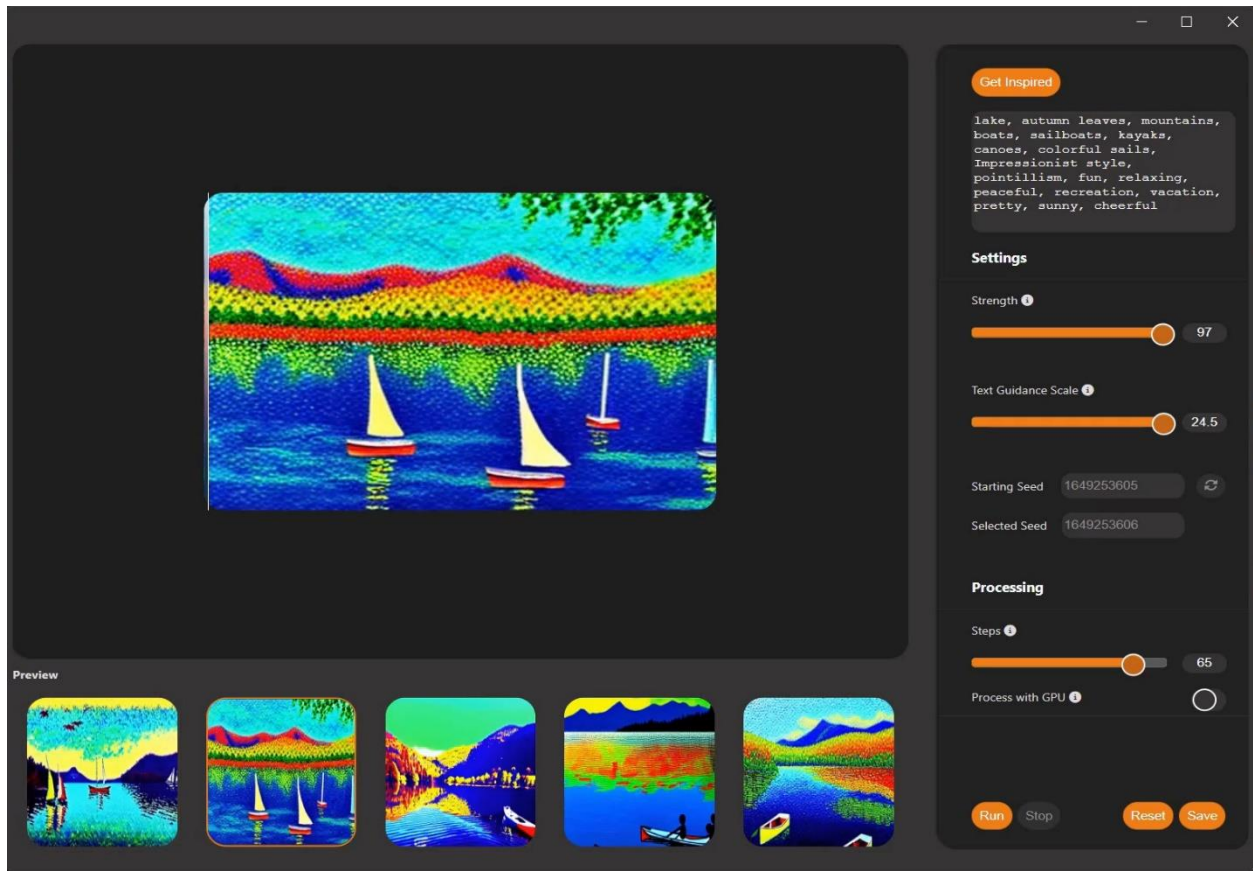 Get Inspired
lake, autumn leaves, mountains,
boats, sailboats, kayaks,
canoes, colorful sails,
Impressionist style,
pointillism, fun, relaxing,
peaceful, recreation, vacation,
pretty, sunny, cheerful
Settings
Strength
97
Text Guidance Scale
24.5
Starting Seed 1649253605
Selected Seed 1649253606
Processing
Steps
65
Process with GPU
Run Stop Reset Save
Preview